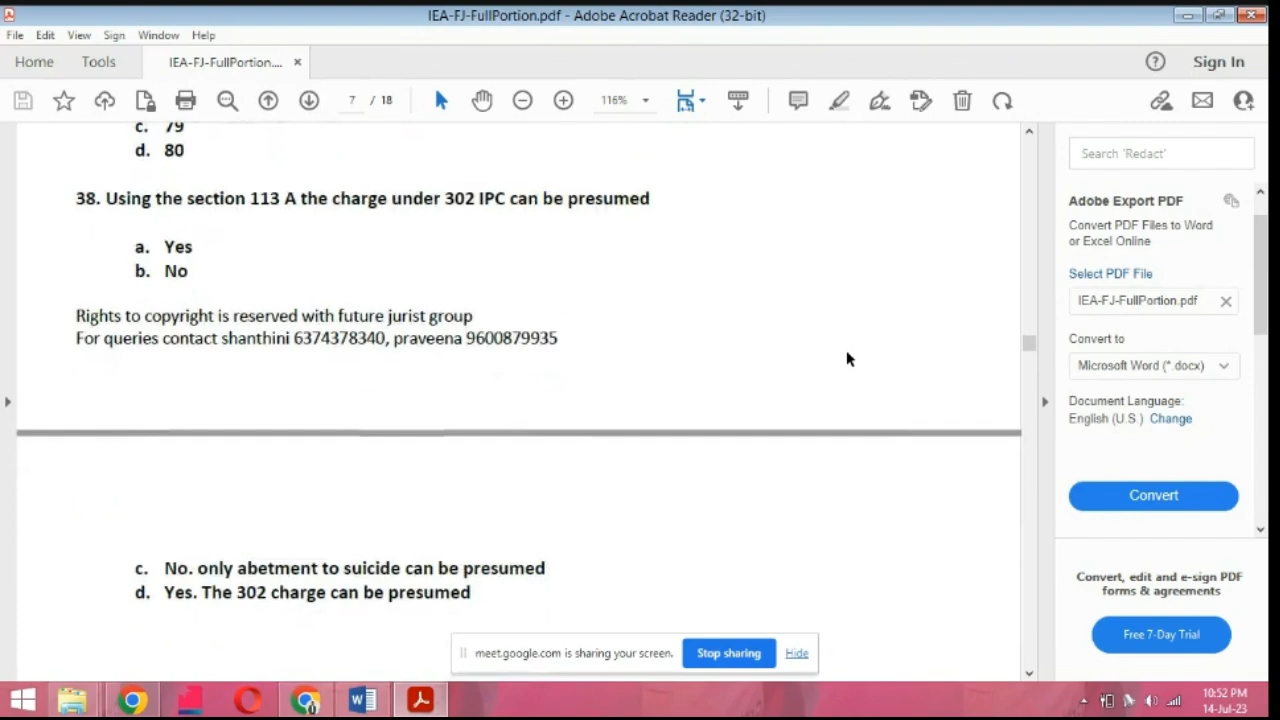 IEA-FJ-FullPortion.pdf - Adobe Acrobat Reader (32-bit)
File Edit View Sign Window Help
Home Tools IEA-FJ-FullPortion.... × Sign In
7 / 18 116%
c. 79
d. 80
38. Using the section 113 A the charge under 302 IPC can be presumed
a. Yes
b. No
Rights to copyright is reserved with future jurist group
For queries contact shanthini 6374378340, praveena 9600879935
c. No. only abetment to suicide can be presumed
d. Yes. The 302 charge can be presumed
Search 'Redact'
Adobe Export PDF
Convert PDF Files to Word
or Excel Online
Select PDF File
IEA-FJ-FullPortion.pdf
Convert to
Microsoft Word (*.docx)
Document Language:
English (U.S.) Change
Convert
Convert, edit and e-sign PDF
forms & agreements
Free 7-Day Trial
meet.google.com is sharing your screen. Stop sharing Hide
10:52 PM
14-Jul-23